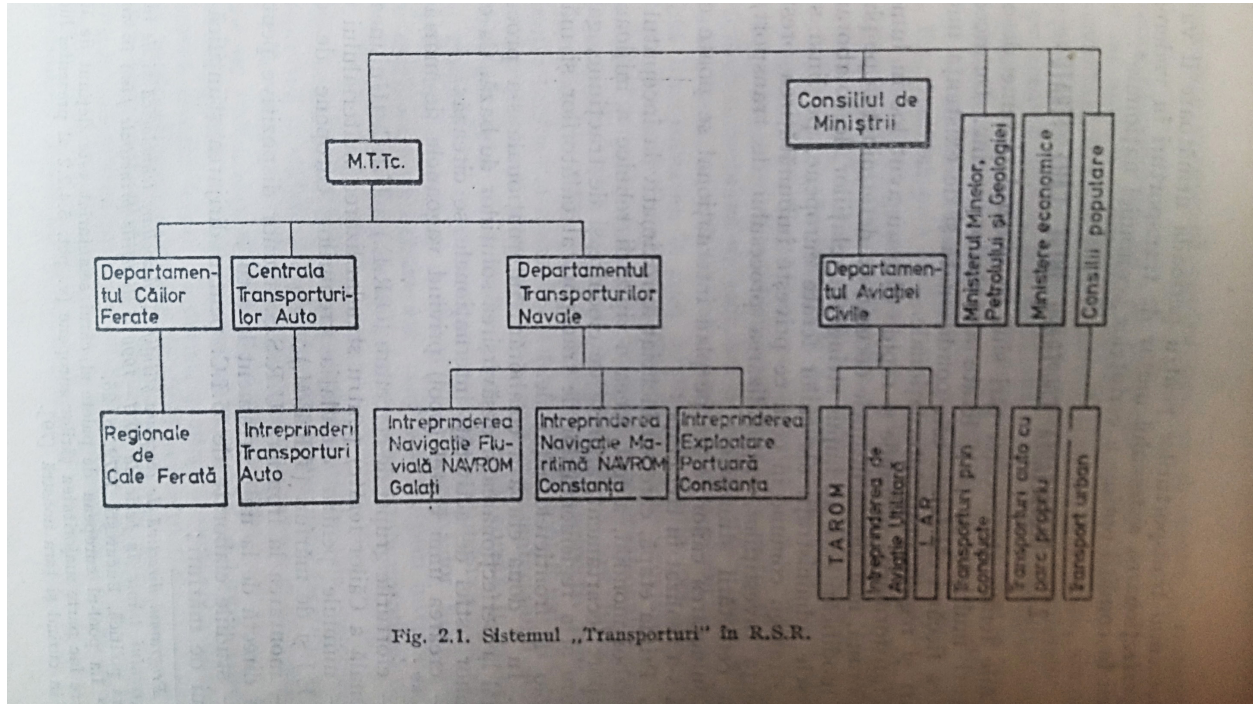 Consiliul de
Miniștrii
M.T.Tc.
Ministerul Minelor,
Petrolului și Geologiei
Ministere economice
Consilii populare
Departamen-
tul Căilor
Ferate
Centrala
Transporturi-
lor Auto
Departamentul
Transporturilor
Navale
Departamen-
tul Aviației
Civile
Regionale
de
Cale Ferată
Intreprinderi
Transporturi
Auto
Intreprinderea
Navigație Flu-
vială NAVROM
Galați
Intreprinderea
Navigație Ma-
ritimă NAVROM
Constanța
Intreprinderea
Exploatare
Portuară
Constanța
TAROM
Intreprinderea de
Aviație Utilitară
L A R
Transporturi prin
conducte
Transporturi auto cu
parc propriu
Transport urban
Fig. 2.1. Sistemul „Transporturi" în R.S.R.